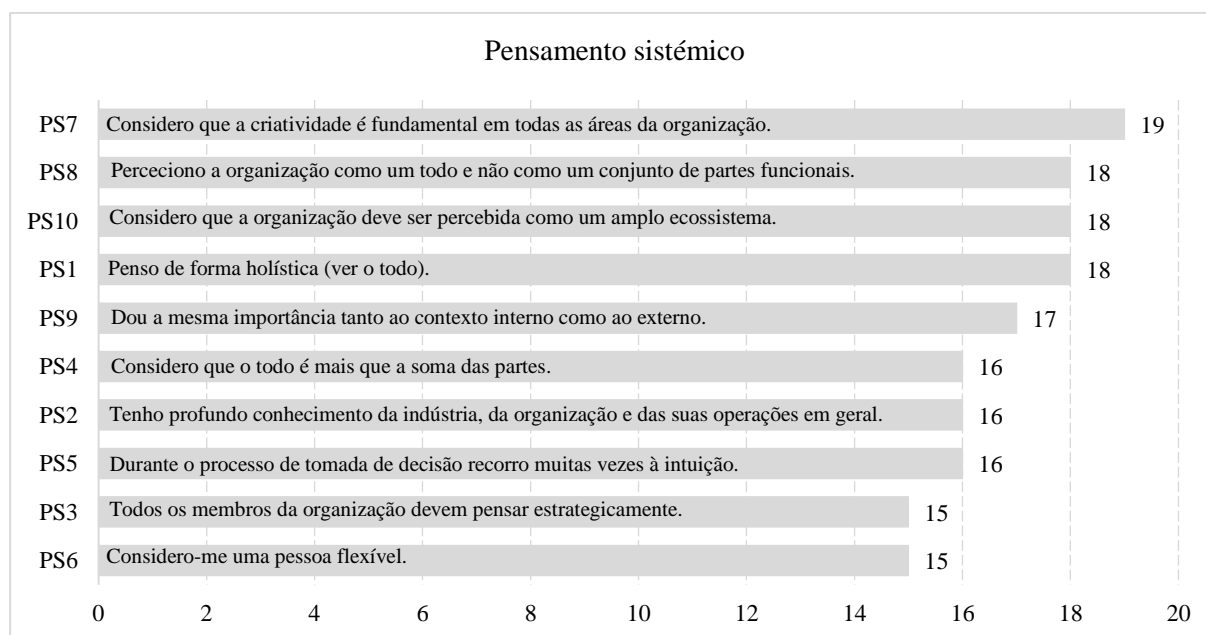 Pensamento sistémico
PS7 Considero que a criatividade é fundamental em todas as áreas da organização. 19
PS8 Perceciono a organização como um todo e não como um conjunto de partes funcionais. 18
PS10 Considero que a organização deve ser percebida como um amplo ecossistema. 18
PS1 Penso de forma holística (ver o todo). 18
PS9 Dou a mesma importância tanto ao contexto interno como ao externo. 17
PS4 Considero que o todo é mais que a soma das partes. 16
PS2 Tenho profundo conhecimento da indústria, da organização e das suas operações em geral. 16
PS5 Durante o processo de tomada de decisão recorro muitas vezes à intuição. 16
PS3 Todos os membros da organização devem pensar estrategicamente. 15
PS6 Considero-me uma pessoa flexível. 15
0 2 4 6 8 10 12 14 16 18 20